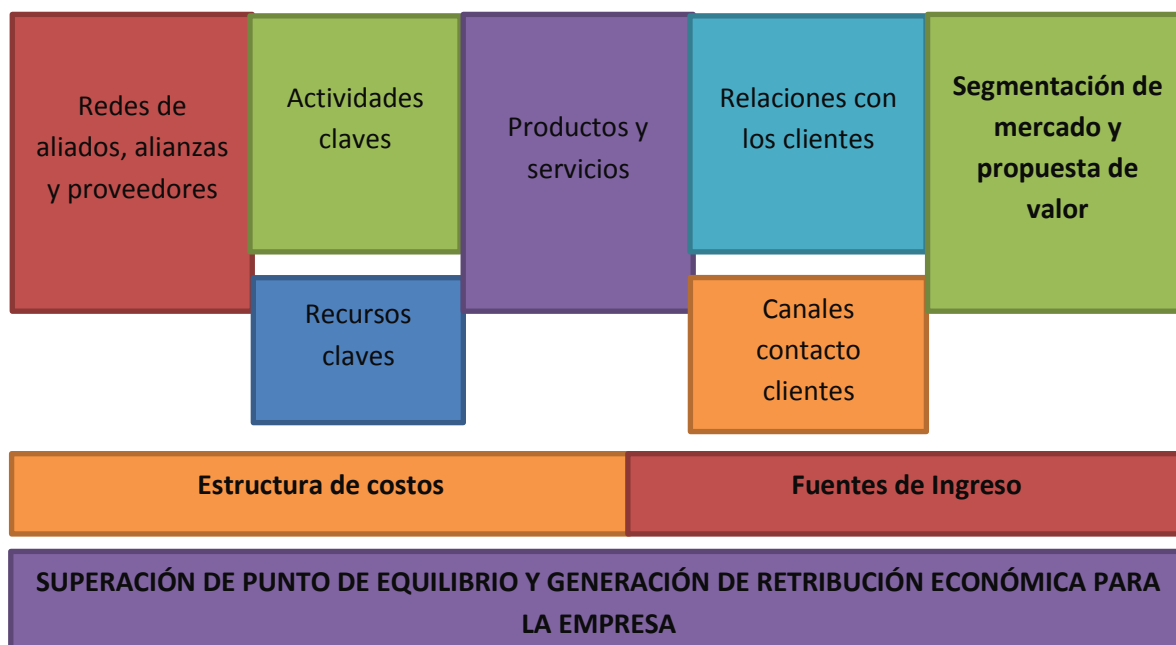 Redes de
aliados, alianzas
y proveedores
Actividades
claves
Recursos
claves
Productos y
servicios
Relaciones con
los clientes
Canales
contacto
clientes
Segmentación de
mercado y
propuesta de
valor
Estructura de costos
Fuentes de Ingreso
SUPERACIÓN DE PUNTO DE EQUILIBRIO Y GENERACIÓN DE RETRIBUCIÓN ECONÓMICA PARA
LA EMPRESA